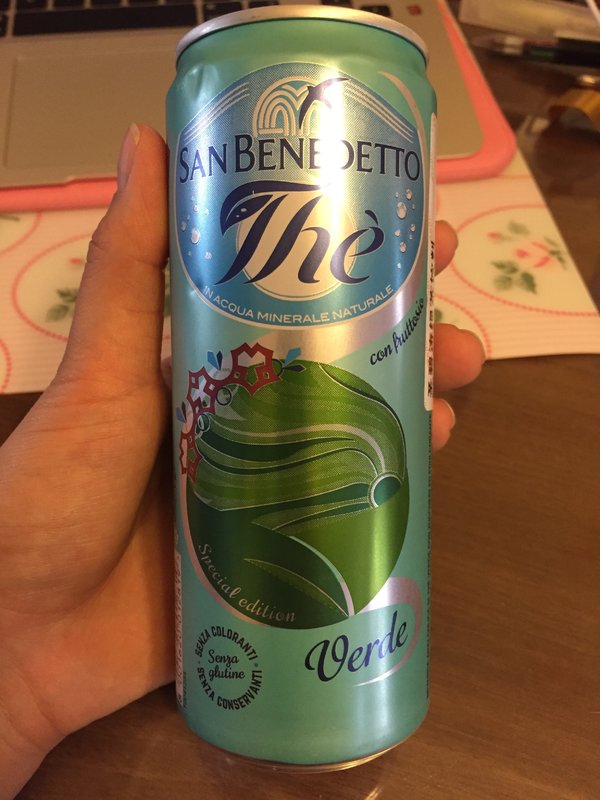 SAN BENEDETTO
Thè
IN ACQUA MINERALE NATURALE
con fruttosio
Special edition
Verde
SENZA COLORANTI
Senza
glutine
SENZA CONSERVANTI